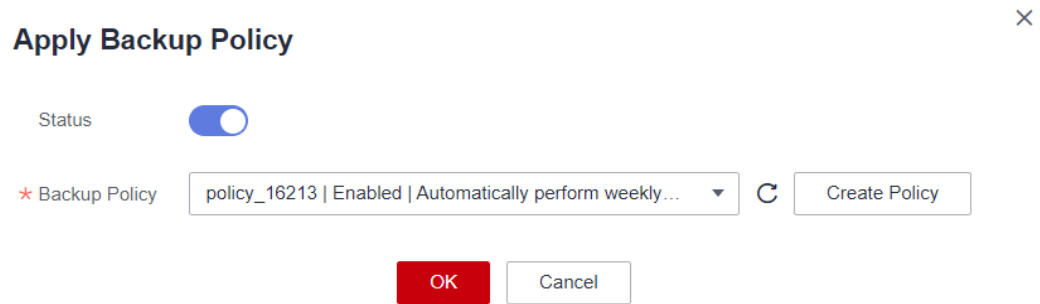 Apply Backup Policy
Status
* Backup Policy policy_16213 | Enabled | Automatically perform weekly... Create Policy
OK Cancel